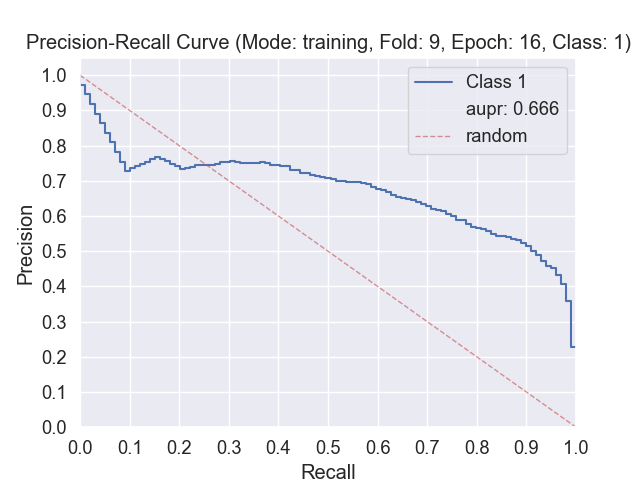 Precision-Recall Curve (Mode: training, Fold: 9, Epoch: 16, Class: 1)
Class 1
aupr: 0.666
random
Precision
1.0
0.9
0.8
0.7
0.6
0.5
0.4
0.3
0.2
0.1
0.0
0.0 0.1 0.2 0.3 0.4 0.5 0.6 0.7 0.8 0.9 1.0
Recall